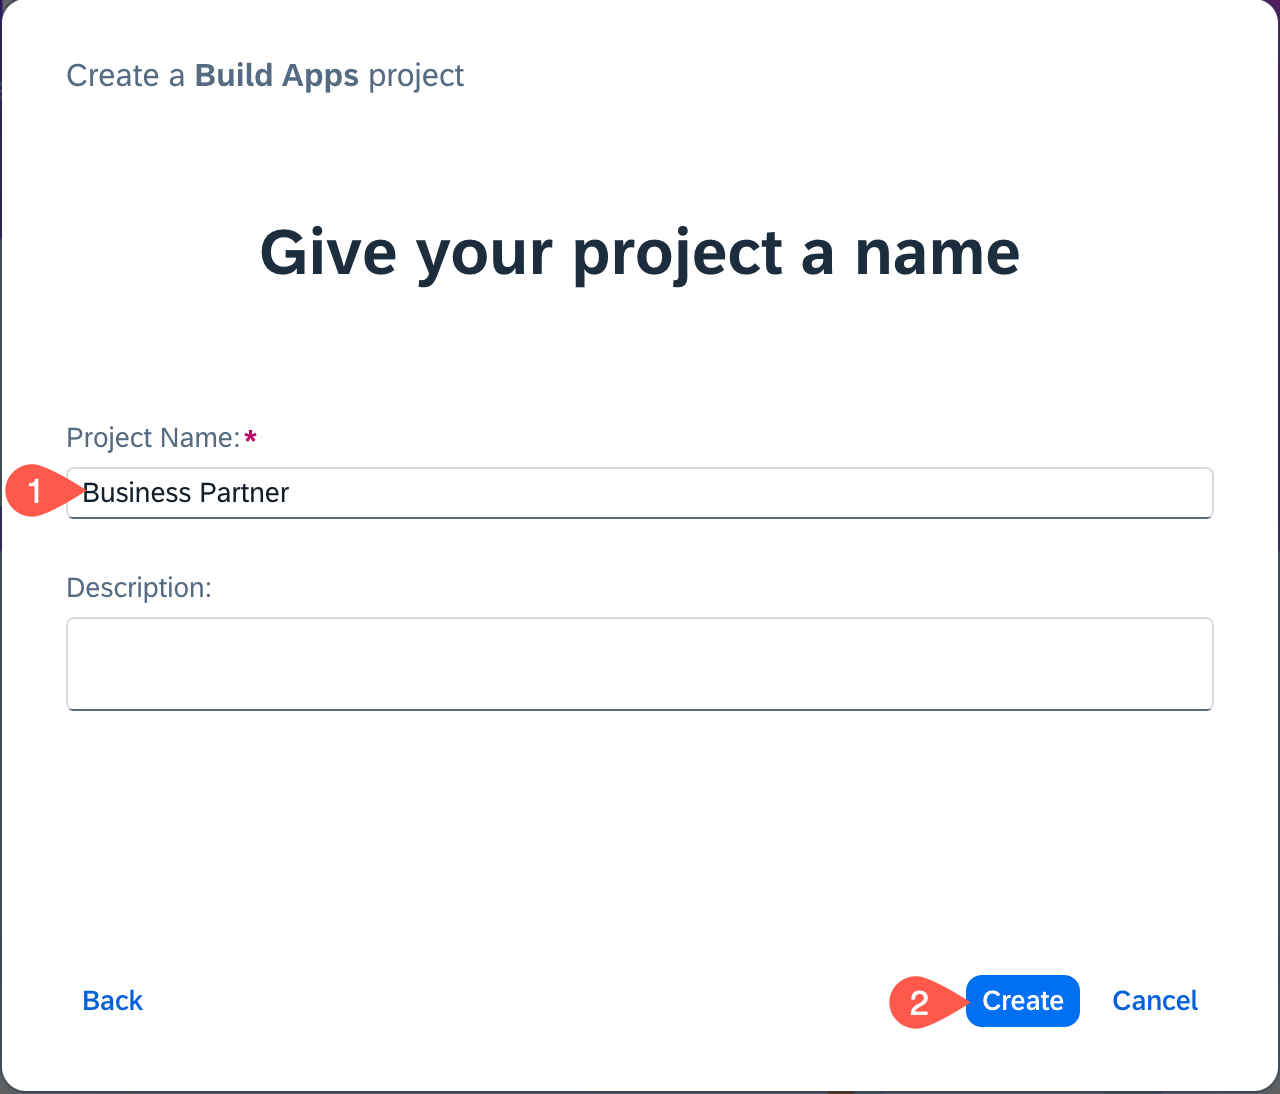 Create a Build Apps project
Give your project a name
Project Name:*
1 Business Partner
Description:
Back 2 Create Cancel